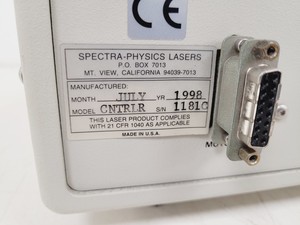 CE
SPECTRA-PHYSICS LASERS
P.O. BOX 7013
MT. VIEW, CALIFORNIA 94039-7013
MANUFACTURED:
MONTH JULY YR 1998
MODEL CNTRLR S/N 1181C
THIS LASER PRODUCT COMPLIES
WITH 21 CFR 1040 AS APPLICABLE
MADE IN U.S.A.